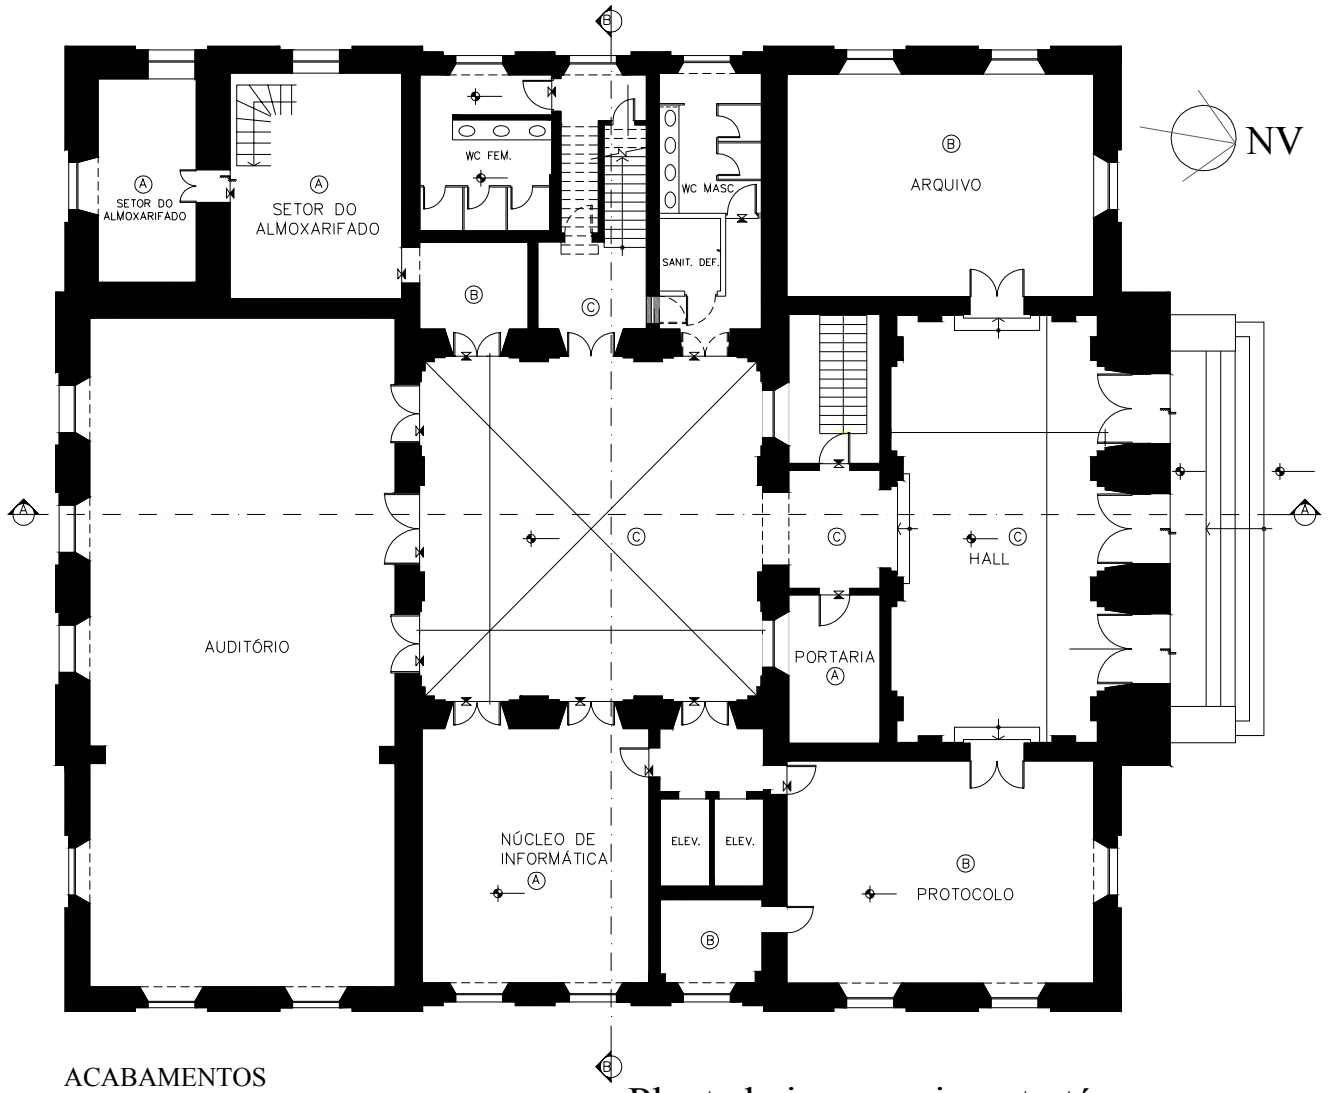 B
A
SETOR DO
ALMOXARIFADO
A
SETOR DO
ALMOXARIFADO
WC FEM.
WC MASC
SANIT. DEF.
B
ARQUIVO
NV
B
C
A
C
C
C
HALL
A
AUDITÓRIO
PORTARIA
A
NÚCLEO DE
INFORMÁTICA
A
ELEV.
ELEV.
B
PROTOCOLO
B
B
ACABAMENTOS